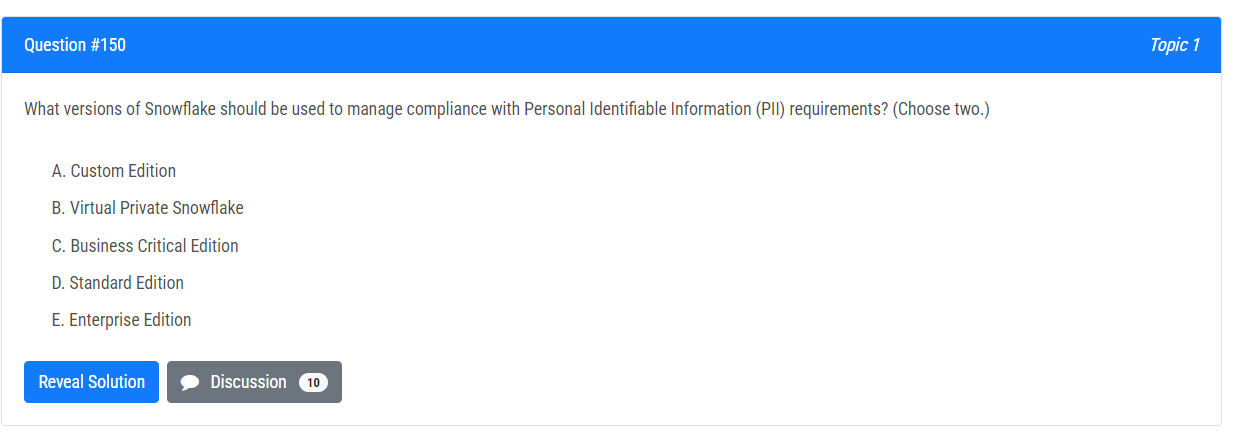 Question #150
Topic 1
What versions of Snowflake should be used to manage compliance with Personal Identifiable Information (PII) requirements? (Choose two.)
A. Custom Edition
B. Virtual Private Snowflake
C. Business Critical Edition
D. Standard Edition
E. Enterprise Edition
Reveal Solution
Discussion 10